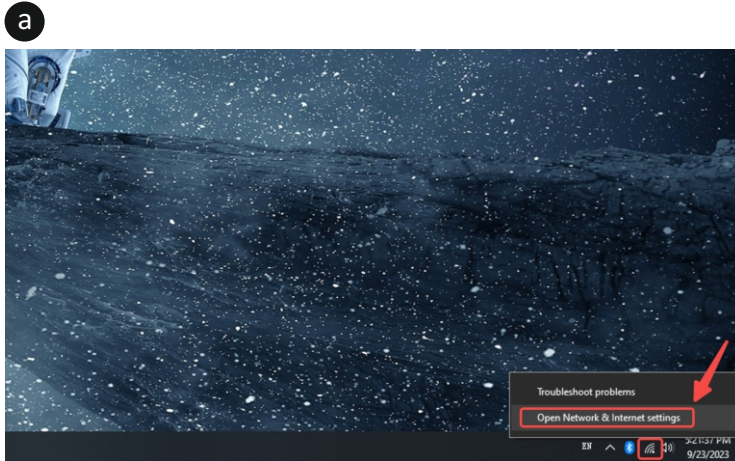 a
Troubleshoot problems
Open Network & Internet settings
EN
5:21:37 PM
9/23/2023